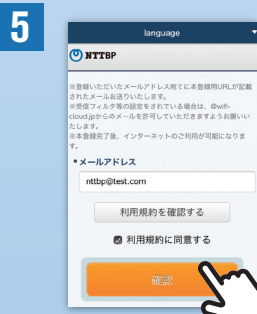 5
language
NTTBP
※登録いただいたメールアドレス宛てに本登録用URLが記載
されたメールお送りいたします。
※受信フィルタ等の設定をされている場合は、@wifi-
cloud.jpからのメールを許可していただきますようお願いい
たします。
※本登録完了後、インターネットのご利用が可能になりま
す。
•メールアドレス
nttbp@test.com
利用規約を確認する
利用規約に同意する
確認